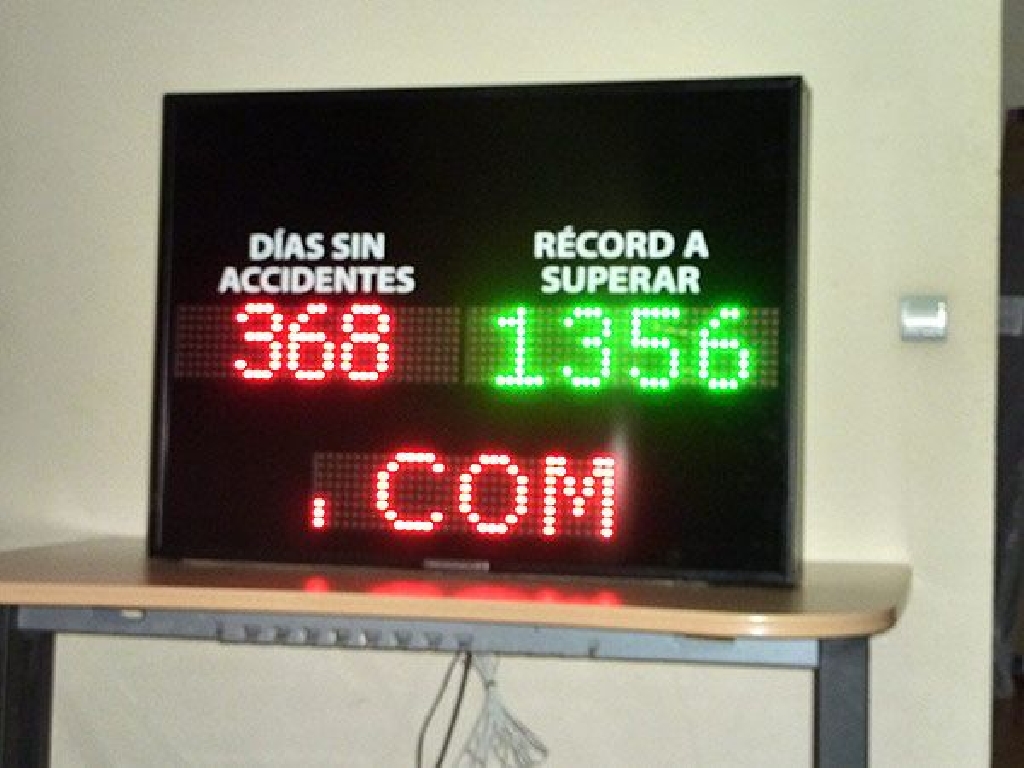 DÍAS SIN
ACCIDENTES
368
RÉCORD A
SUPERAR
1356
.COM